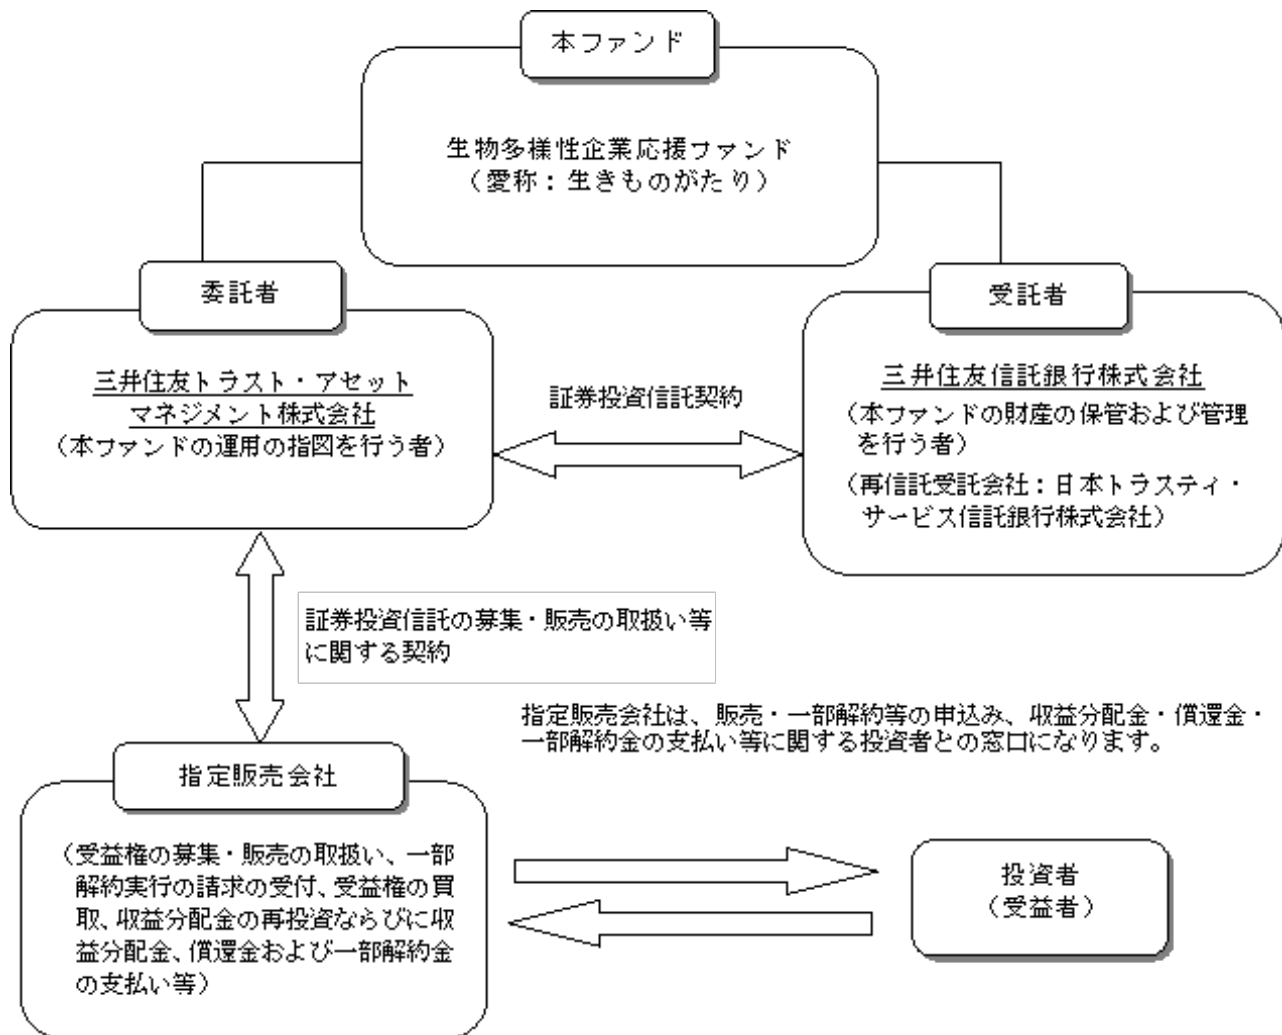 本ファンド
生物多様性企業応援ファンド
（愛称：生きものがたり）
委託者
三井住友トラスト・アセット
マネジメント株式会社
（本ファンドの運用の指図を行う者）
証券投資信託契約
受託者
三井住友信託銀行株式会社
（本ファンドの財産の保管および管理
を行う者）
（再信託受託会社：日本トラスティ・
サービス信託銀行株式会社）
証券投資信託の募集・販売の取扱い等
に関する契約
指定販売会社は、販売・一部解約等の申込み、収益分配金・償還金・
一部解約金の支払い等に関する投資者との窓口になります。
指定販売会社
（受益権の募集・販売の取扱い、一部
解約実行の請求の受付、受益権の買
取、収益分配金の再投資ならびに収
益分配金、償還金および一部解約金
の支払い等）
投資者
（受益者）